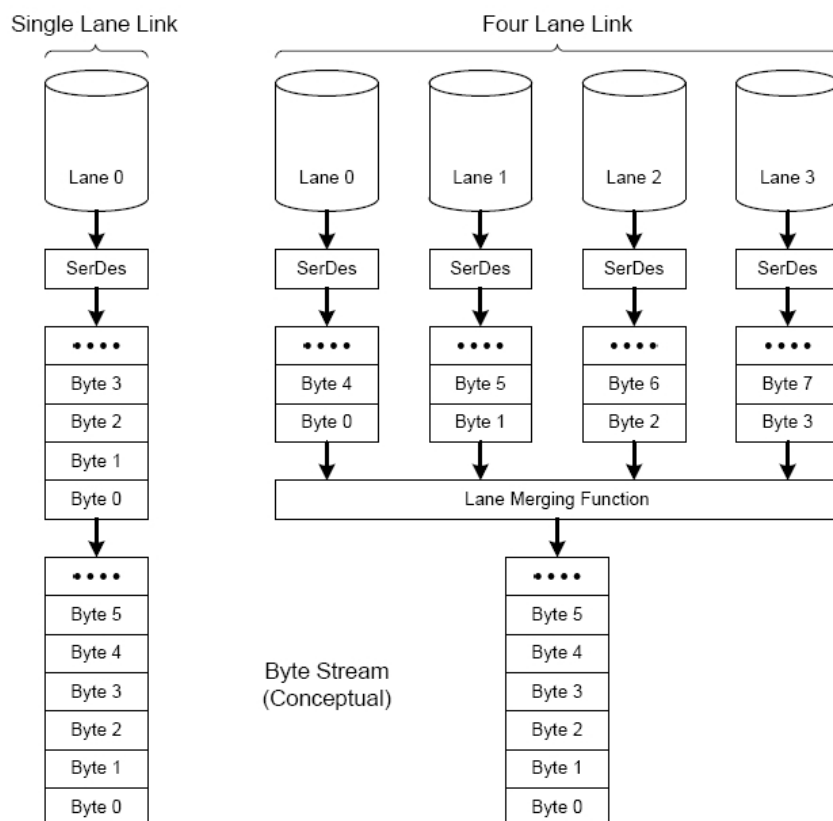 Single Lane Link
Four Lane Link
Lane 0
Lane 0
Lane 1
Lane 2
Lane 3
SerDes
SerDes
SerDes
SerDes
SerDes
••••
Byte 3
Byte 2
Byte 1
Byte 0
••••
Byte 4
Byte 0
••••
Byte 5
Byte 1
••••
Byte 6
Byte 2
••••
Byte 7
Byte 3
Lane Merging Function
••••
Byte 5
Byte 4
Byte 3
Byte 2
Byte 1
Byte 0
Byte Stream
(Conceptual)
••••
Byte 5
Byte 4
Byte 3
Byte 2
Byte 1
Byte 0